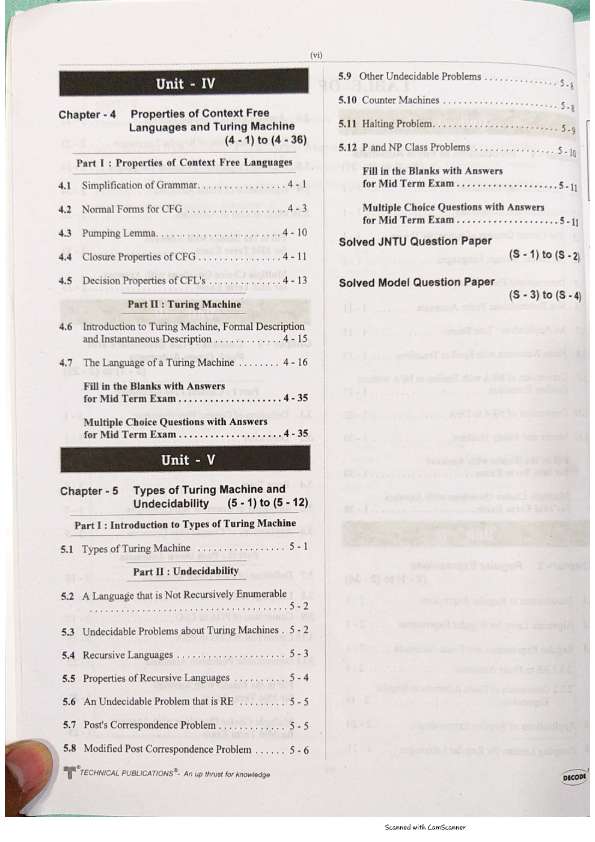 (vi)
Unit - IV
Chapter - 4 Properties of Context Free
Languages and Turing Machine
(4 - 1) to (4 - 36)
Part I : Properties of Context Free Languages
4.1 Simplification of Grammar. . . . . . . . . . . . . . . . . 4 - 1
4.2 Normal Forms for CFG . . . . . . . . . . . . . . . . . . . 4 - 3
4.3 Pumping Lemma. . . . . . . . . . . . . . . . . . . . . . . 4 - 10
4.4 Closure Properties of CFG . . . . . . . . . . . . . . . . 4 - 11
4.5 Decision Properties of CFL's . . . . . . . . . . . . . . 4 - 13
Part II : Turing Machine
4.6 Introduction to Turing Machine, Formal Description
and Instantaneous Description . . . . . . . . . . . . . 4 - 15
4.7 The Language of a Turing Machine . . . . . . . . 4 - 16
Fill in the Blanks with Answers
for Mid Term Exam . . . . . . . . . . . . . . . . . . . . 4 - 35
Multiple Choice Questions with Answers
for Mid Term Exam . . . . . . . . . . . . . . . . . . . . 4 - 35
Unit - V
Chapter - 5 Types of Turing Machine and
Undecidability (5 - 1) to (5 - 12)
Part I : Introduction to Types of Turing Machine
5.1 Types of Turing Machine . . . . . . . . . . . . . . . . . 5 - 1
Part II : Undecidability
5.2 A Language that is Not Recursively Enumerable
. . . . . . . . . . . . . . . . . . . . . . . . . . . . . . . . . . . . . . 5 - 2
5.3 Undecidable Problems about Turing Machines . 5 - 2
5.4 Recursive Languages . . . . . . . . . . . . . . . . . . . . . 5 - 3
5.5 Properties of Recursive Languages . . . . . . . . . . 5 - 4
5.6 An Undecidable Problem that is RE . . . . . . . . . 5 - 5
5.7 Post's Correspondence Problem . . . . . . . . . . . . . 5 - 5
5.8 Modified Post Correspondence Problem . . . . . . 5 - 6
TECHNICAL PUBLICATIONS® - An up thrust for knowledge
5.9 Other Undecidable Problems . . . . . . . . . . . . . . 5 - 8
5.10 Counter Machines . . . . . . . . . . . . . . . . . . . . . . 5 - 8
5.11 Halting Problem. . . . . . . . . . . . . . . . . . . . . . . . 5 - 9
5.12 P and NP Class Problems . . . . . . . . . . . . . . . . 5 - 10
Fill in the Blanks with Answers
for Mid Term Exam . . . . . . . . . . . . . . . . . . . 5 - 11
Multiple Choice Questions with Answers
for Mid Term Exam . . . . . . . . . . . . . . . . . . . 5 - 11
Solved JNTU Question Paper
(S - 1) to (S - 2)
Solved Model Question Paper
(S - 3) to (S - 4)
DECODE
Scanned with CamScanner